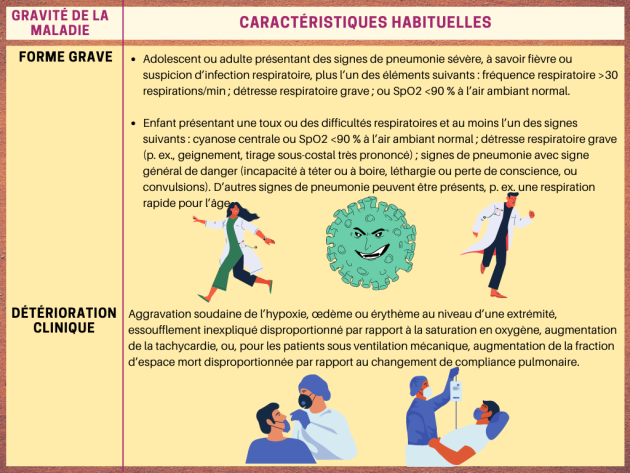 GRAVITÉ DE LA
MALADIE
CARACTÉRISTIQUES HABITUELLES
FORME GRAVE
• Adolescent ou adulte présentant des signes de pneumonie sévère, à savoir fièvre ou
suspicion d'infection respiratoire, plus l'un des éléments suivants : fréquence respiratoire >30
respirations/min ; détresse respiratoire grave ; ou SpO2 <90 % à l'air ambiant normal.
• Enfant présentant une toux ou des difficultés respiratoires et au moins l'un des signes
suivants : cyanose centrale ou SpO2 <90 % à l'air ambiant normal ; détresse respiratoire grave
(p. ex., geignement, tirage sous-costal très prononcé) ; signes de pneumonie avec signe
général de danger (incapacité à téter ou à boire, léthargie ou perte de conscience, ou
convulsions). D'autres signes de pneumonie peuvent être présents, p. ex. une respiration
rapide pour l'âge.
DÉTÉRIORATION
CLINIQUE
Aggravation soudaine de l'hypoxie, œdème ou érythème au niveau d'une extrémité,
essoufflement inexpliqué disproportionné par rapport à la saturation en oxygène, augmentation
de la tachycardie, ou, pour les patients sous ventilation mécanique, augmentation de la fraction
d'espace mort disproportionnée par rapport au changement de compliance pulmonaire.